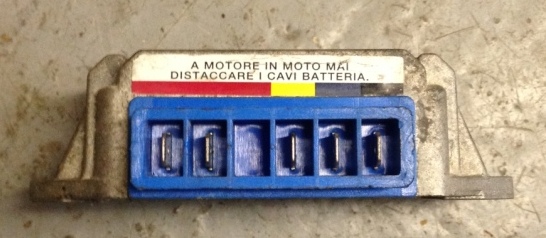 A MOTORE IN MOTO MAI
DISTACCARE I CAVI BATTERIA.